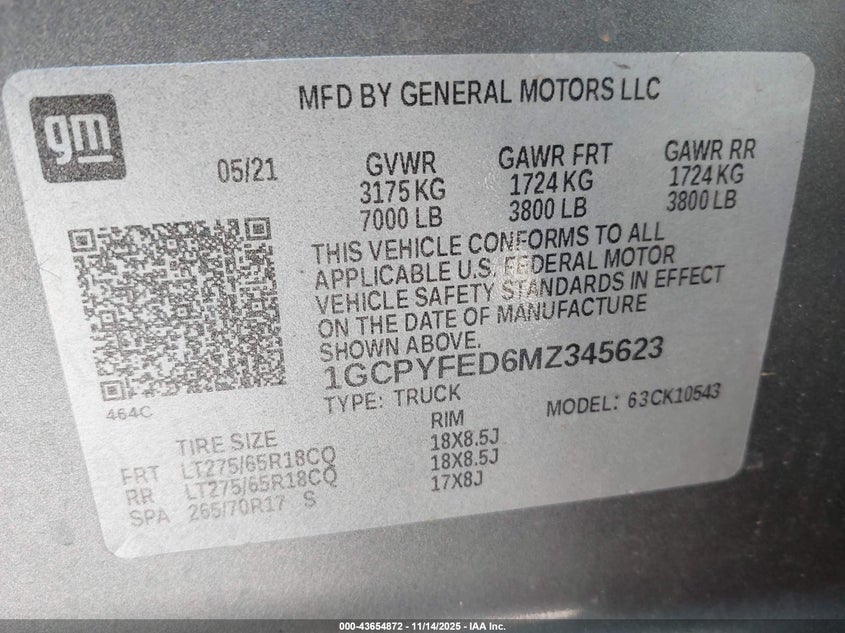 gm
MFD BY GENERAL MOTORS LLC
05/21
GVWR
3175 KG
7000 LB
GAWR FRT
1724 KG
3800 LB
GAWR RR
1724 KG
3800 LB
THIS VEHICLE CONFORMS TO ALL
APPLICABLE U.S. FEDERAL MOTOR
VEHICLE SAFETY STANDARDS IN EFFECT
ON THE DATE OF MANUFACTURE
SHOWN ABOVE.
1GCPYFED6MZ345623
TYPE: TRUCK
MODEL: 63CK10543
464C
TIRE SIZE
RIM
FRT LT275/65R18CQ 18X8.5J
RR LT275/65R18CQ 18X8.5J
SPA 265/70R17 S 17X8J
000-43654872 — 11/14/2025 — IAA Inc.